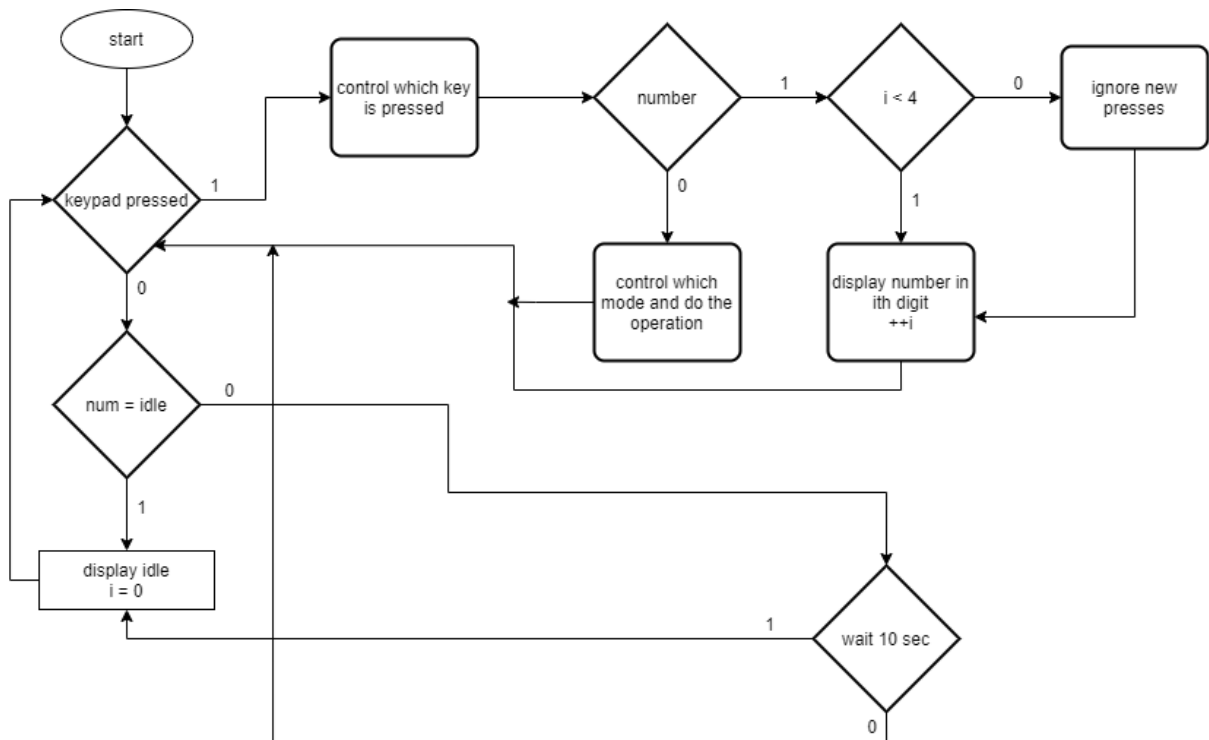 start
control which key
is pressed
number
1
i < 4
0
ignore new
presses
keypad pressed
1
0
1
0
control which
mode and do the
operation
display number in
ith digit
++i
num = idle
0
1
display idle
i = 0
1
wait 10 sec
0